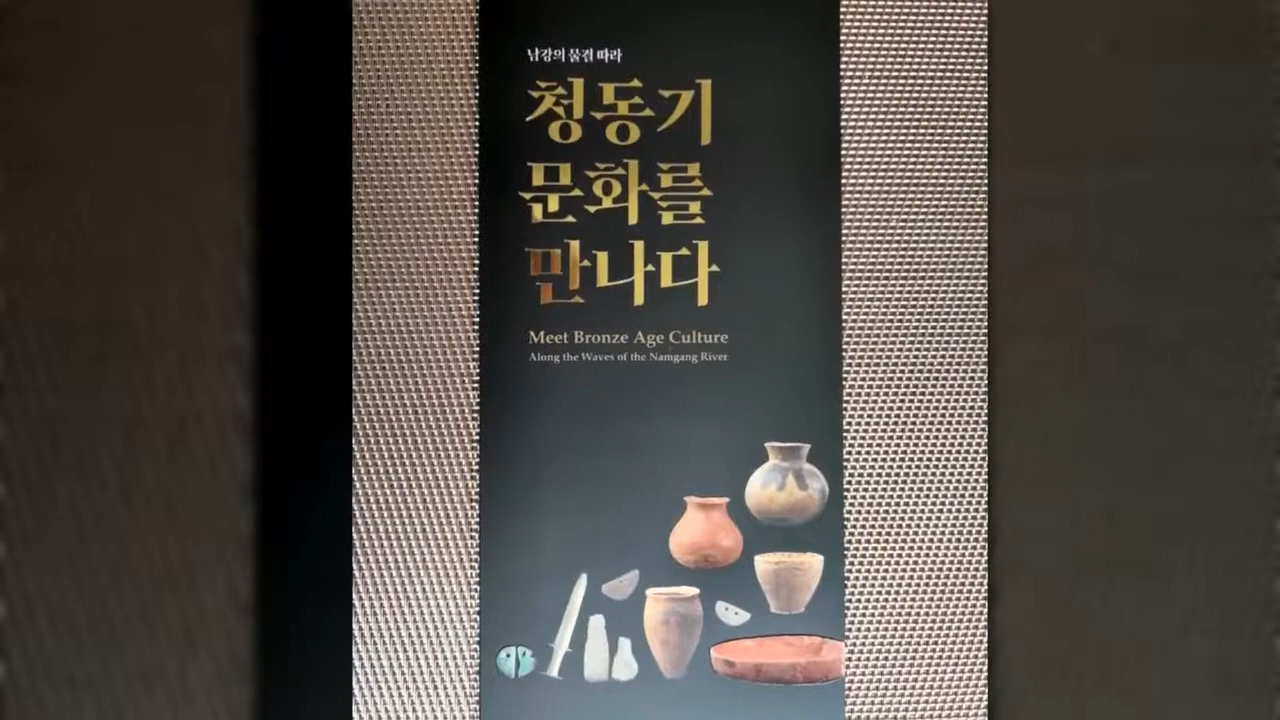 남강의 물결 따라
청동기
문화를
만나다
Meet Bronze Age Culture
Along the Waves of the Namgang River